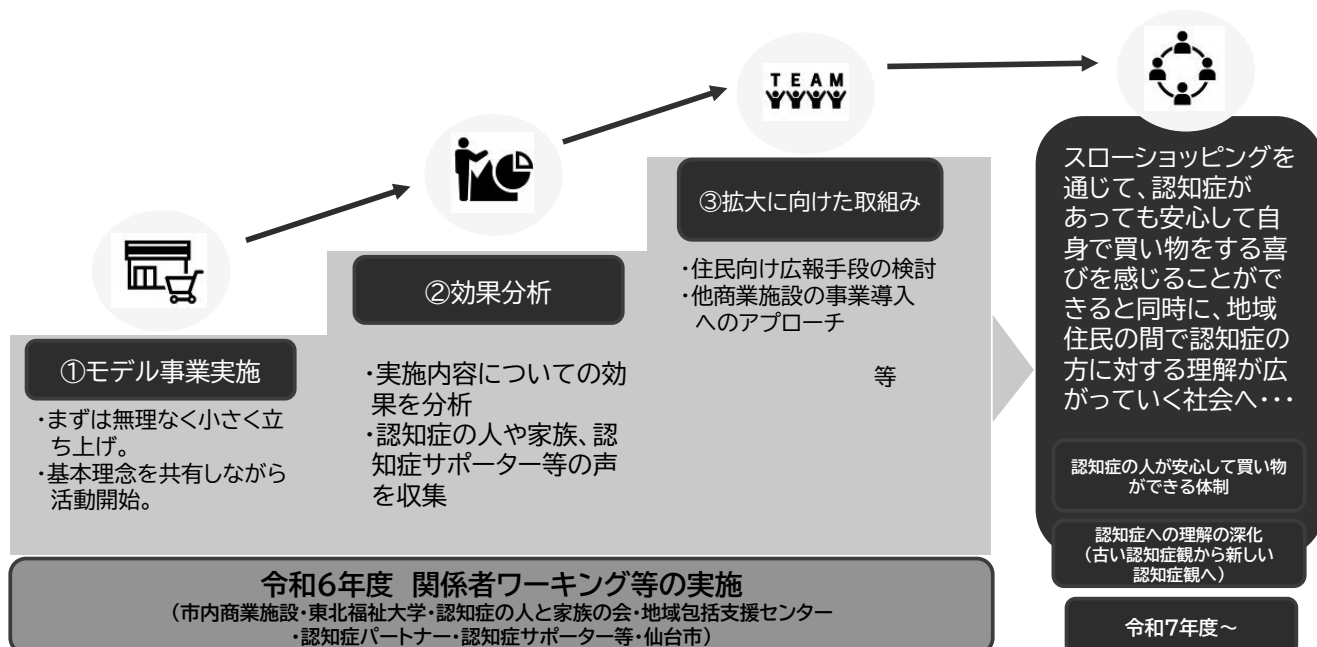 TEAM
①モデル事業実施
・まずは無理なく小さく立
ち上げ。
・基本理念を共有しながら
活動開始。
②効果分析
・実施内容についての効
果を分析
・認知症の人や家族、認
知症サポーター等の声
を収集
③拡大に向けた取組み
・住民向け広報手段の検討
・他商業施設の事業導入
へのアプローチ
等
スローショッピングを
通じて、認知症が
あっても安心して自
身で買い物をする喜
びを感じることがで
きると同時に、地域
住民の間で認知症の
方に対する理解が広
がっていく社会へ・・・
認知症の人が安心して買い物
ができる体制
認知症への理解の深化
(古い認知症観から新しい
認知症観へ)
令和7年度～
令和6年度 関係者ワーキング等の実施
(市内商業施設・東北福祉大学・認知症の人と家族の会・地域包括支援センター
・認知症パートナー・認知症サポーター等・仙台市)